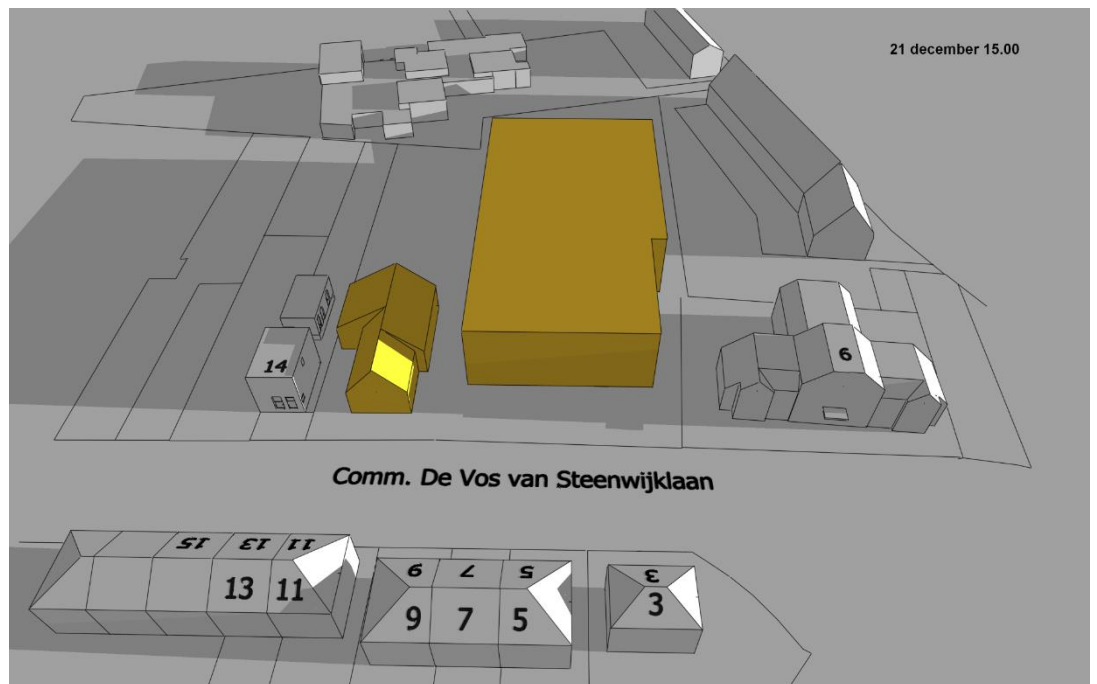 21 december 15.00
6
14
Comm. De Vos van Steenwijklaan
15 13 11
13 11
9 7 5
9 7 5
3
3